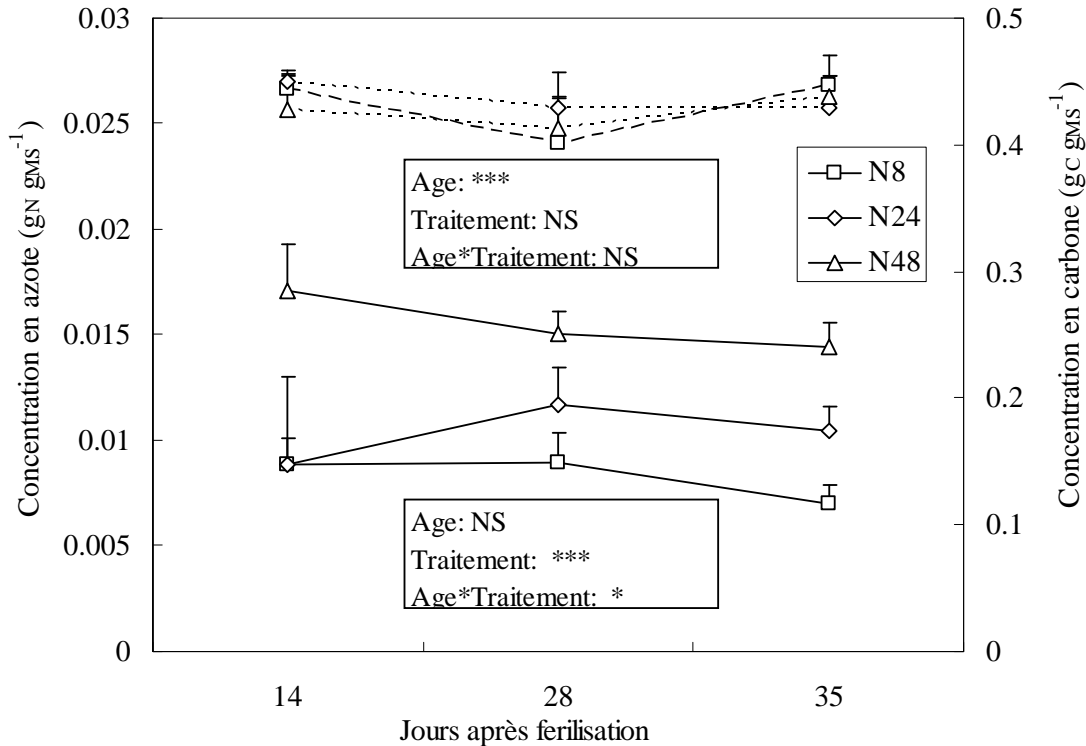 0.03
0.025
0.02
0.015
0.01
0.005
0
Concentration en azote (gN gMS-1)
0.5
0.4
0.3
0.2
0.1
0
Concentration en carbone (gC gMS-1)
N8
N24
N48
Age: ***
Traitement: NS
Age*Traitement: NS
Age: NS
Traitement: ***
Age*Traitement: *
14 28 35
Jours après ferilisation